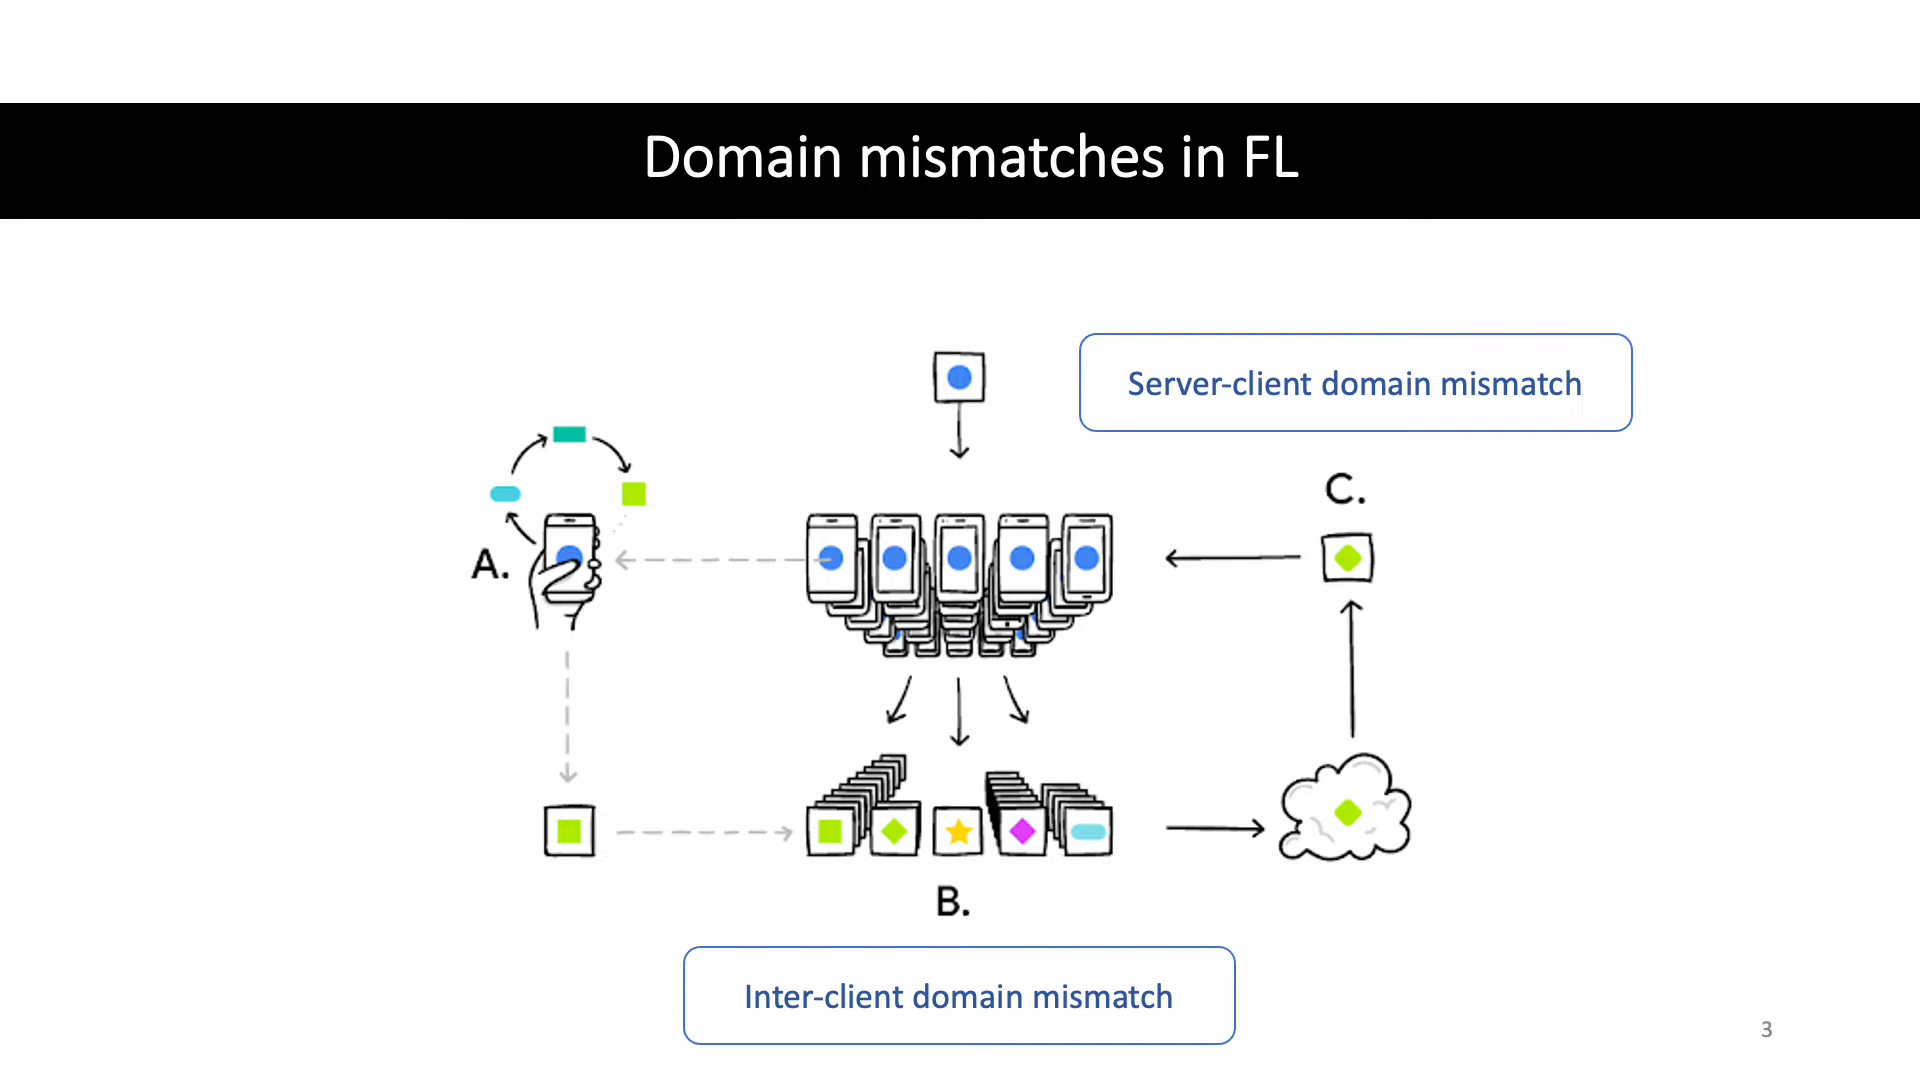 Domain mismatches in FL
Server-client domain mismatch
C.
A.
B.
Inter-client domain mismatch
3